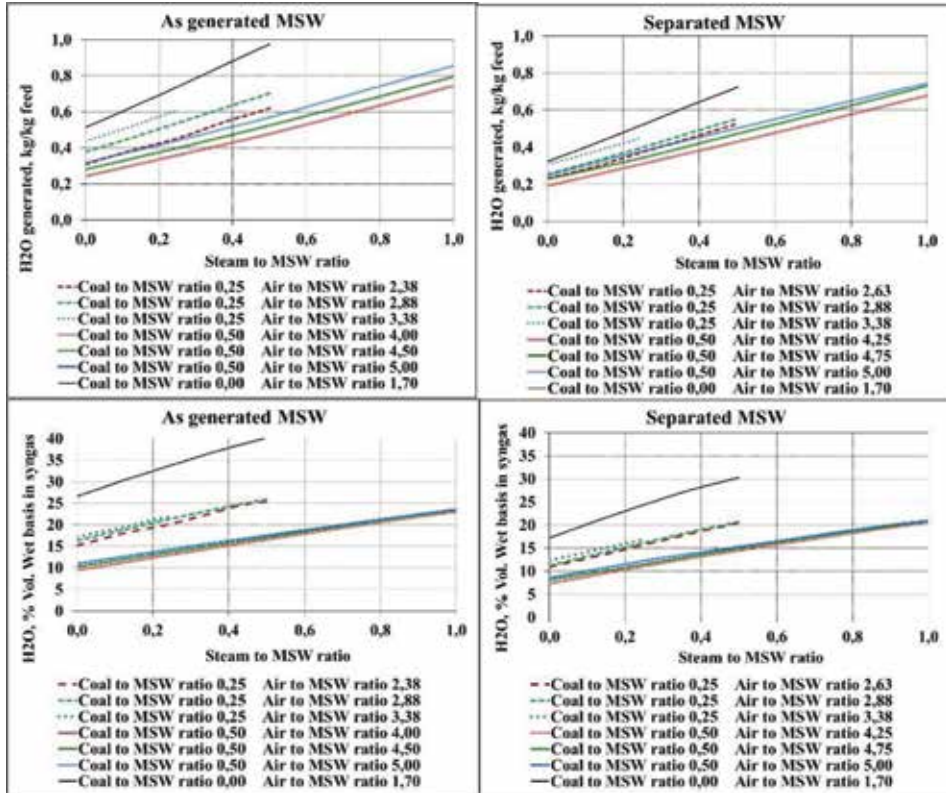 As generated MSW
H2O generated, kg/kg feed
1,0
0,8
0,6
0,4
0,2
0,0
0,0 0,2 0,4 0,6 0,8 1,0
Steam to MSW ratio
Coal to MSW ratio 0,25 Air to MSW ratio 2,38
Coal to MSW ratio 0,25 Air to MSW ratio 2,88
Coal to MSW ratio 0,25 Air to MSW ratio 3,38
Coal to MSW ratio 0,50 Air to MSW ratio 4,00
Coal to MSW ratio 0,50 Air to MSW ratio 4,50
Coal to MSW ratio 0,50 Air to MSW ratio 5,00
Coal to MSW ratio 0,00 Air to MSW ratio 1,70
Separated MSW
H2O generated, kg/kg feed
1,0
0,8
0,6
0,4
0,2
0,0
0,0 0,2 0,4 0,6 0,8 1,0
Steam to MSW ratio
Coal to MSW ratio 0,25 Air to MSW ratio 2,63
Coal to MSW ratio 0,25 Air to MSW ratio 2,88
Coal to MSW ratio 0,25 Air to MSW ratio 3,38
Coal to MSW ratio 0,50 Air to MSW ratio 4,25
Coal to MSW ratio 0,50 Air to MSW ratio 4,75
Coal to MSW ratio 0,50 Air to MSW ratio 5,00
Coal to MSW ratio 0,00 Air to MSW ratio 1,70
As generated MSW
H2O, % Vol. Wet basis in syngas
40
35
30
25
20
15
10
5
0
0,0 0,2 0,4 0,6 0,8 1,0
Steam to MSW ratio
Coal to MSW ratio 0,25 Air to MSW ratio 2,38
Coal to MSW ratio 0,25 Air to MSW ratio 2,88
Coal to MSW ratio 0,25 Air to MSW ratio 3,38
Coal to MSW ratio 0,50 Air to MSW ratio 4,00
Coal to MSW ratio 0,50 Air to MSW ratio 4,50
Coal to MSW ratio 0,50 Air to MSW ratio 5,00
Coal to MSW ratio 0,00 Air to MSW ratio 1,70
Separated MSW
H2O, % Vol. Wet basis in syngas
40
35
30
25
20
15
10
5
0
0,0 0,2 0,4 0,6 0,8 1,0
Steam to MSW ratio
Coal to MSW ratio 0,25 Air to MSW ratio 2,63
Coal to MSW ratio 0,25 Air to MSW ratio 2,88
Coal to MSW ratio 0,25 Air to MSW ratio 3,38
Coal to MSW ratio 0,50 Air to MSW ratio 4,25
Coal to MSW ratio 0,50 Air to MSW ratio 4,75
Coal to MSW ratio 0,50 Air to MSW ratio 5,00
Coal to MSW ratio 0,00 Air to MSW ratio 1,70